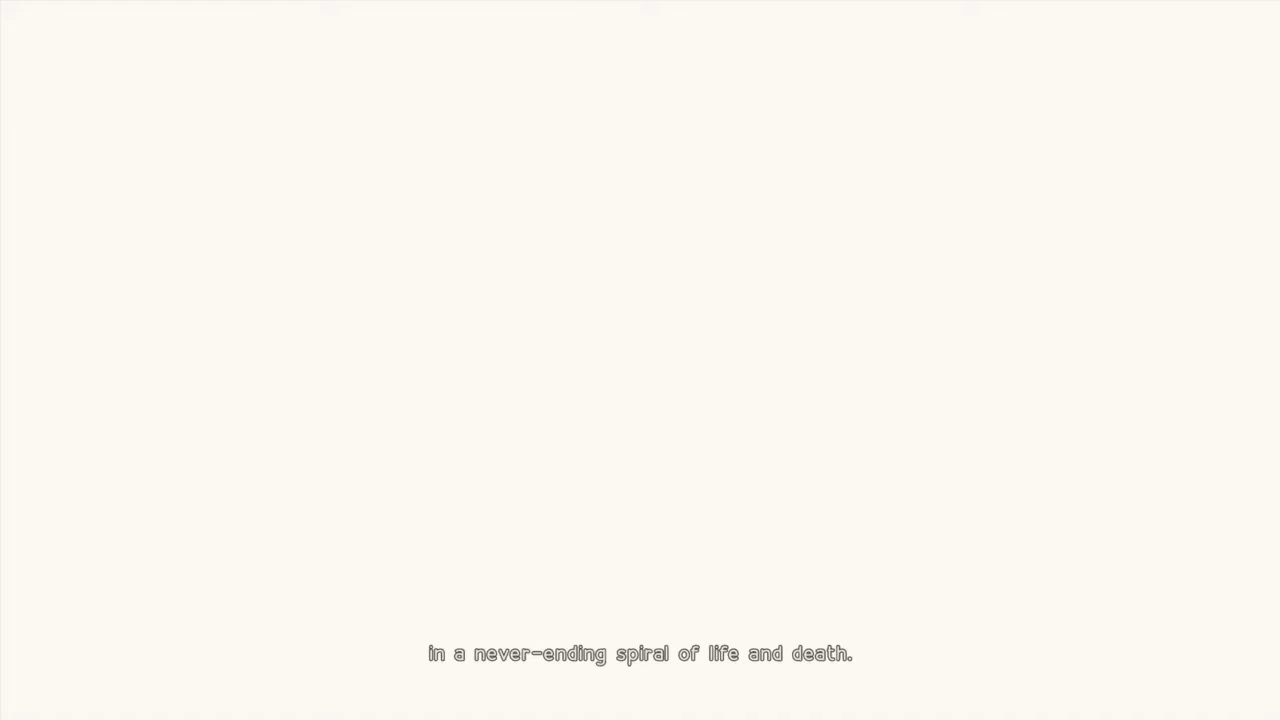 in a never-ending spiral of life and death.